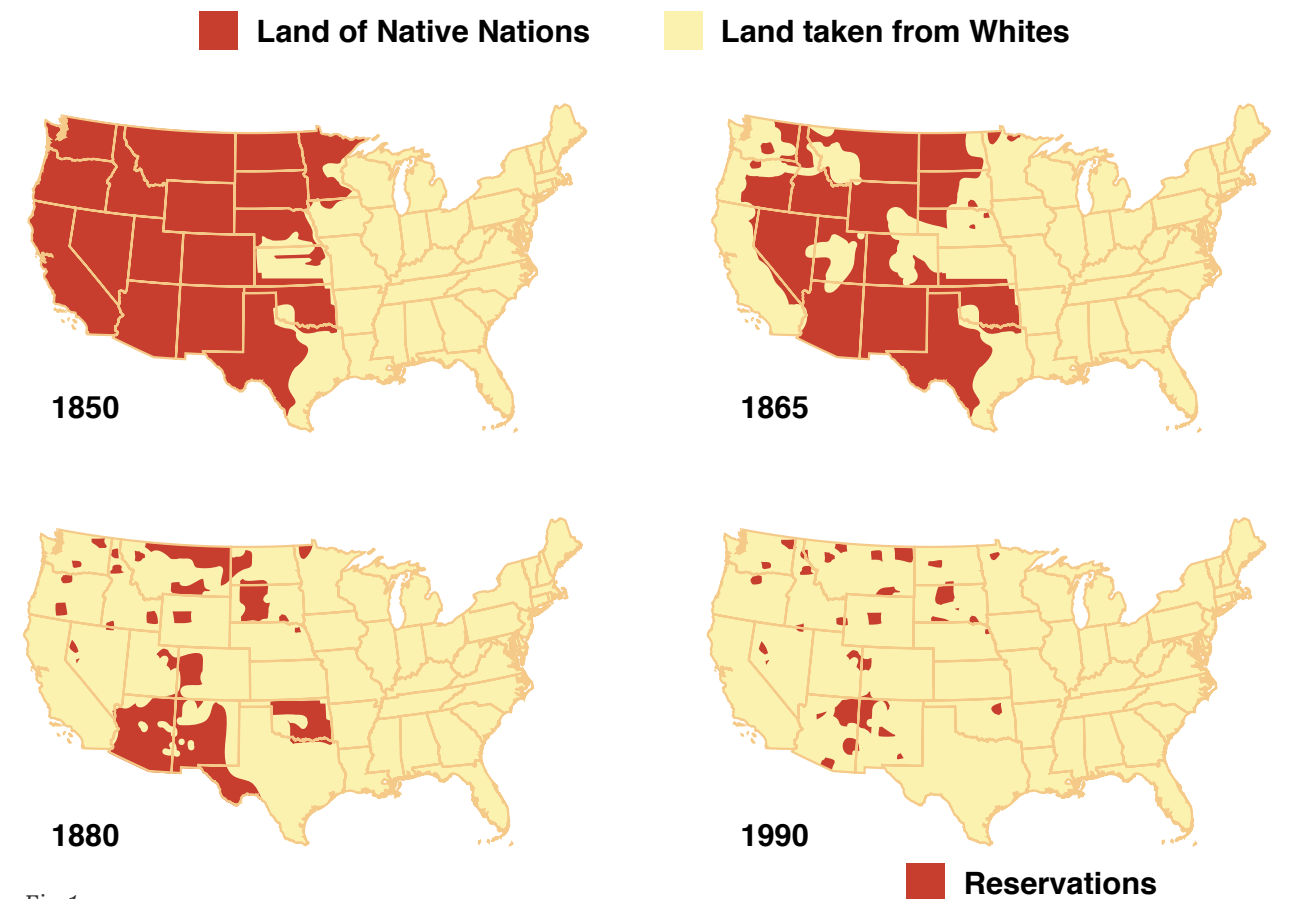 Land of Native Nations
Land taken from Whites
1850
1865
1880
1990
Reservations